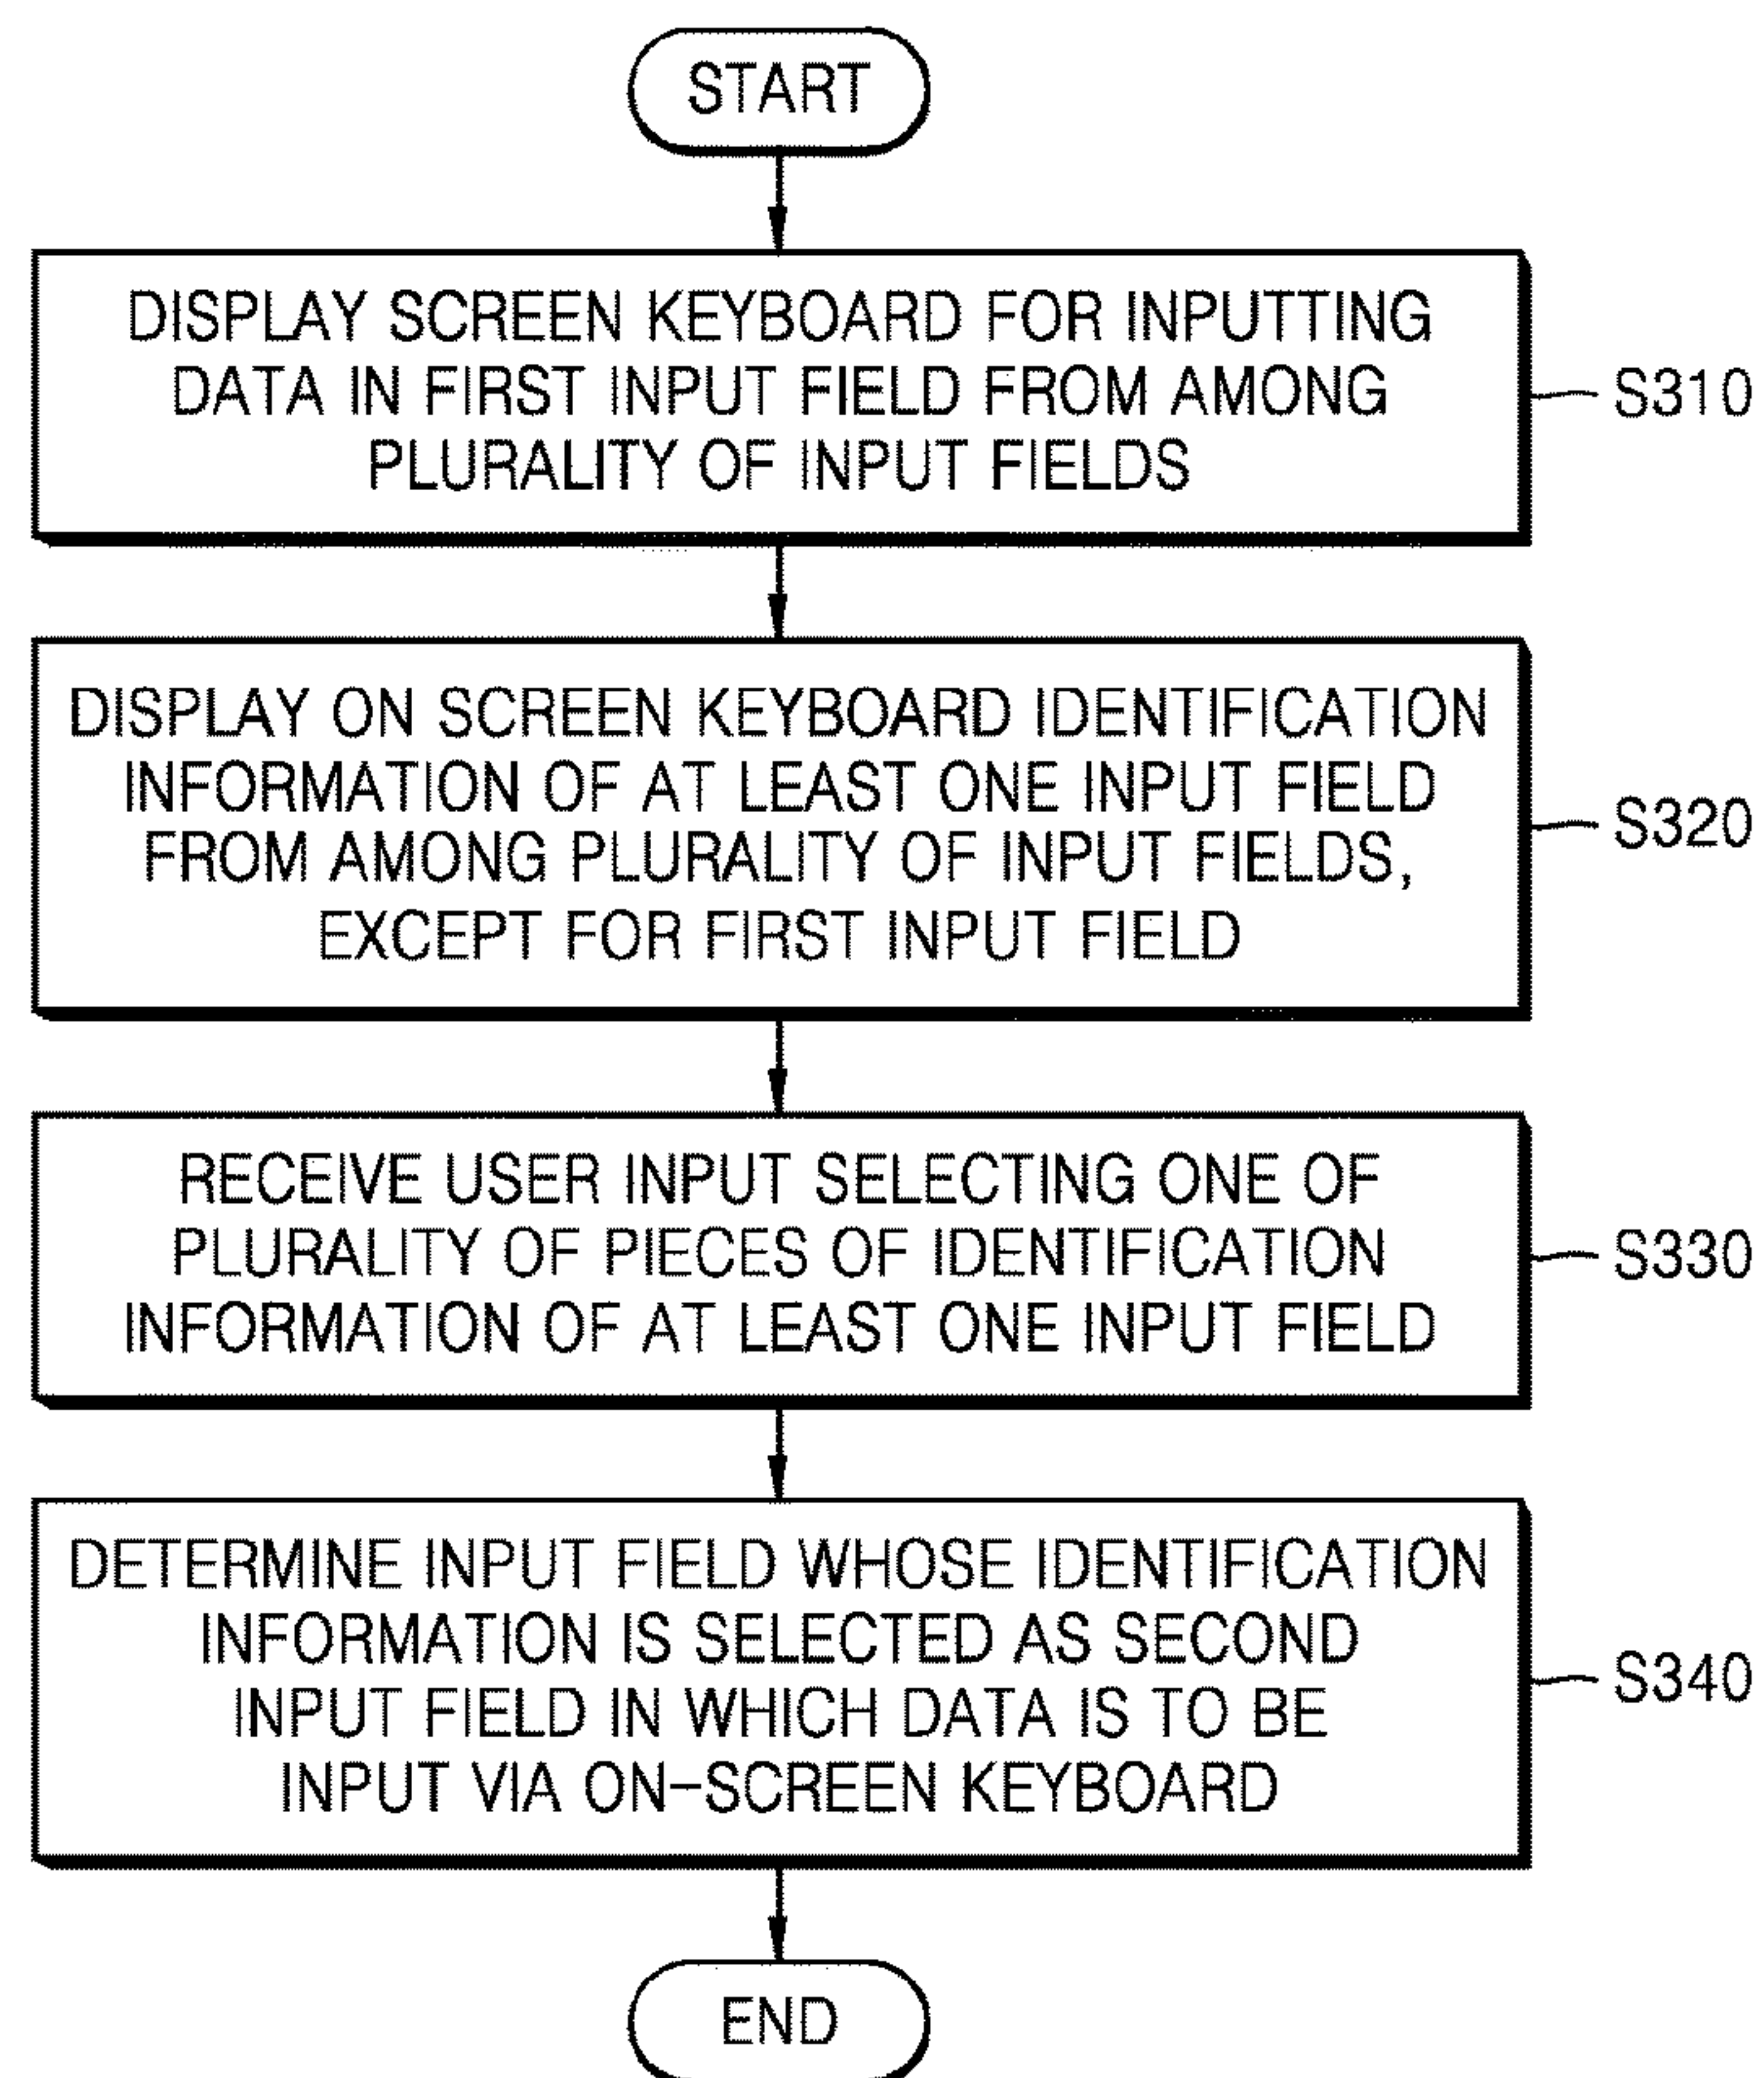 START
DISPLAY SCREEN KEYBOARD FOR INPUTTING
DATA IN FIRST INPUT FIELD FROM AMONG
PLURALITY OF INPUT FIELDS
S310
DISPLAY ON SCREEN KEYBOARD IDENTIFICATION
INFORMATION OF AT LEAST ONE INPUT FIELD
FROM AMONG PLURALITY OF INPUT FIELDS,
EXCEPT FOR FIRST INPUT FIELD
S320
RECEIVE USER INPUT SELECTING ONE OF
PLURALITY OF PIECES OF IDENTIFICATION
INFORMATION OF AT LEAST ONE INPUT FIELD
S330
DETERMINE INPUT FIELD WHOSE IDENTIFICATION
INFORMATION IS SELECTED AS SECOND
INPUT FIELD IN WHICH DATA IS TO BE
INPUT VIA ON-SCREEN KEYBOARD
S340
END